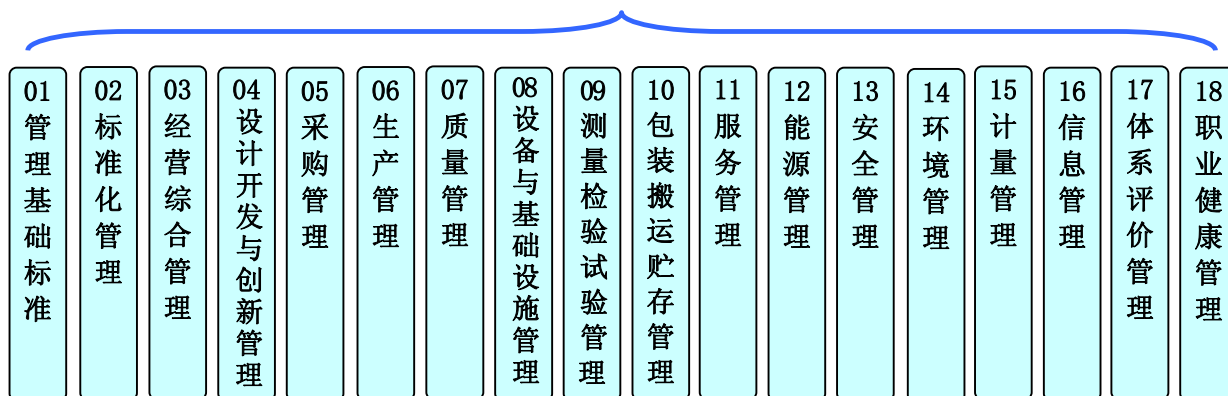 01管理基础标准
02标准化管理
03经营综合管理
04设计开发与创新管理
05采购管理
06生产管理
07质量管理
08设备与基础设施管理
09测量检验试验管理
10包装搬运贮存管理
11服务管理
12能源管理
13安全管理
14环境管理
15计量管理
16信息管理
17体系评价管理
18职业健康管理